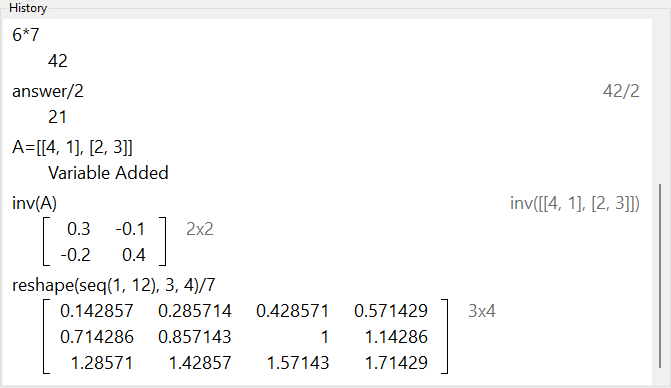 History
6*7
42
answer/2 42/2
21
A=[[4, 1], [2, 3]]
Variable Added
inv(A) inv([[4, 1], [2, 3]])
0.3 -0.1 2x2
-0.2 0.4
reshape(seq(1, 12), 3, 4)/7
0.142857 0.285714 0.428571 0.571429 3x4
0.714286 0.857143 1 1.14286
1.28571 1.42857 1.57143 1.71429